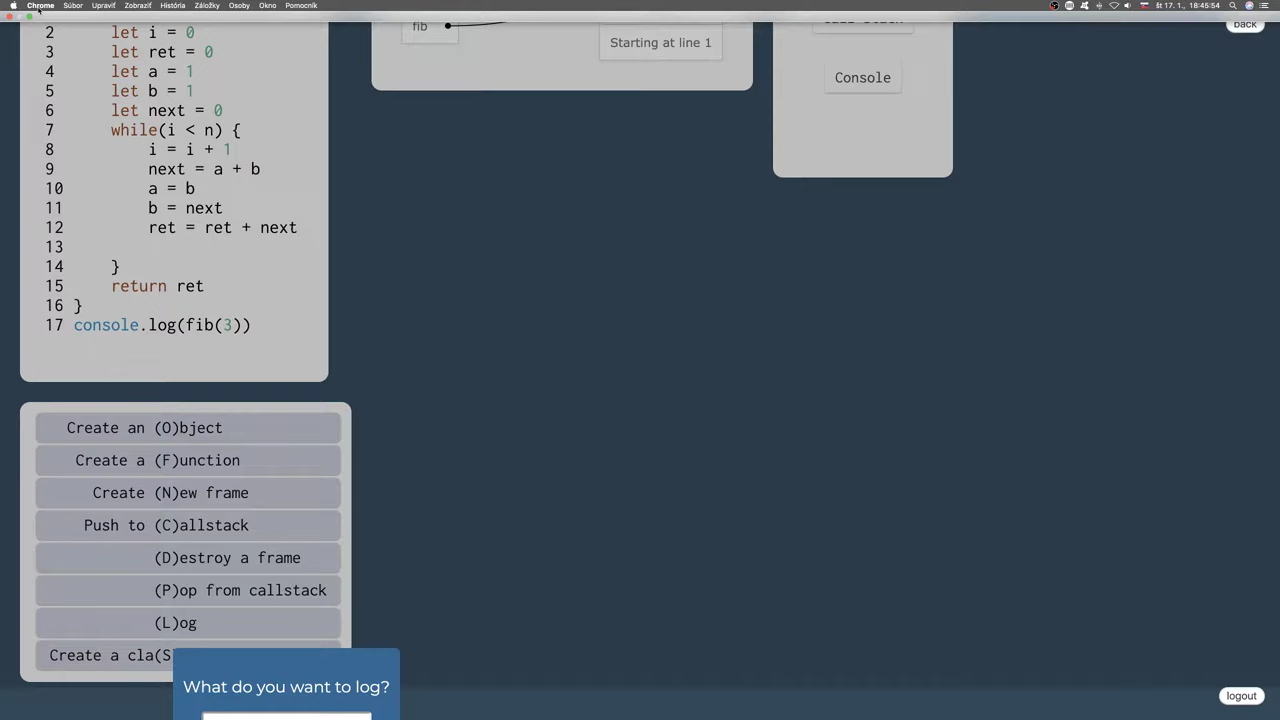 Chrome Súbor Upraviť Zobraziť História Záložky Osoby Okno Pomocník
št 17. 1., 18:45:54
2 let i = 0
3 let ret = 0
4 let a = 1
5 let b = 1
6 let next = 0
7 while(i < n) {
8 i = i + 1
9 next = a + b
10 a = b
11 b = next
12 ret = ret + next
13
14 }
15 return ret
16 }
17 console.log(fib(3))
fib
Starting at line 1
Call Stack
Console
back
Create an (O)bject
Create a (F)unction
Create (N)ew frame
Push to (C)allstack
(D)estroy a frame
(P)op from callstack
(L)og
Create a cla(S
What do you want to log?
logout